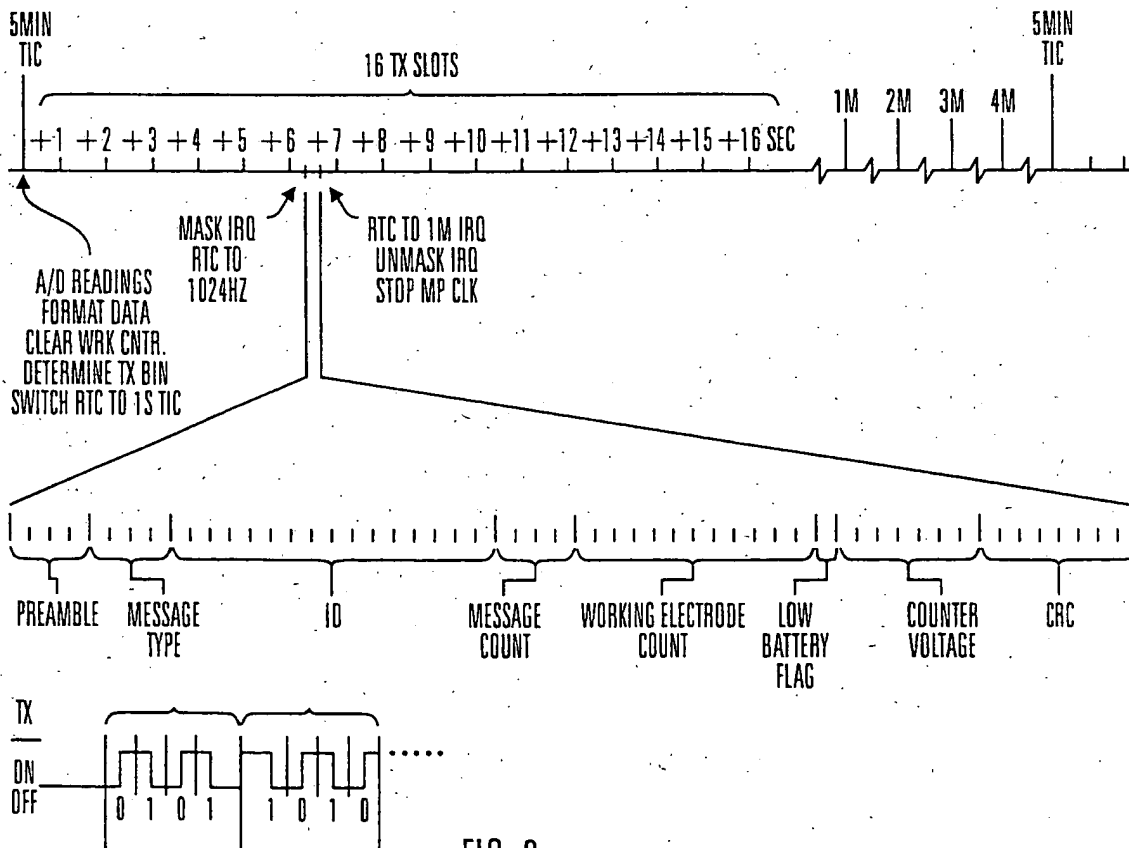 5MIN
TIC
16 TX SLOTS
5MIN
TIC
1M 2M 3M 4M
+1 +2 +3 +4 +5 +6 +7 +8 +9 +10 +11 +12 +13 +14 +15 +16 SEC
MASK IRQ
RTC TO
1024HZ
RTC TO 1M IRQ
UNMASK IRQ
STOP MP CLK
A/D READINGS
FORMAT DATA
CLEAR WRK CNTR.
DETERMINE TX BIN
SWITCH RTC TO 1S TIC
PREAMBLE
MESSAGE
TYPE
ID
MESSAGE
COUNT
WORKING ELECTRODE
COUNT
LOW
BATTERY
FLAG
COUNTER
VOLTAGE
CRC
TX
ON
OFF
0 1 0 1 1 0 1 0